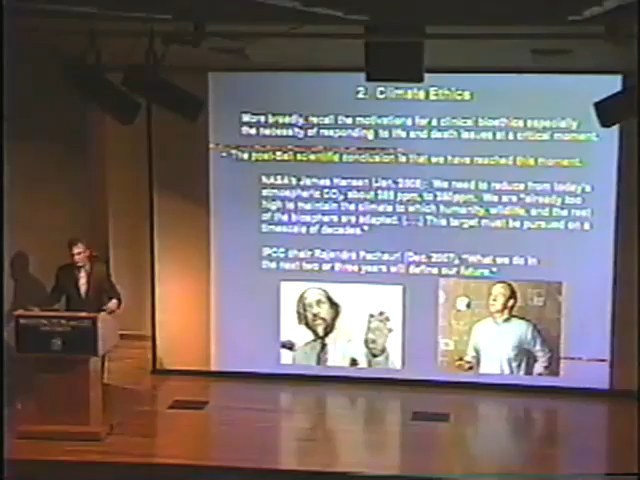 2. Climate Ethics
More broadly, recall the motivations for a clinical bioethics especially
the necessity of responding to life and death issues at a critical moment.
– The post-Bali scientific conclusion is that we have reached this moment.
NASA's James Hansen (Jan. 2008): We need to reduce from today's
atmospheric CO2, about 385 ppm, to 350ppm. We are "already too
high to maintain the climate to which humanity, wildlife, and the rest
of the biosphere are adapted. (…) This target must be pursued on a
timescale of decades."
IPCC chair Rajendra Pachauri (Dec. 2007), "What we do in
the next two or three years will define our future."